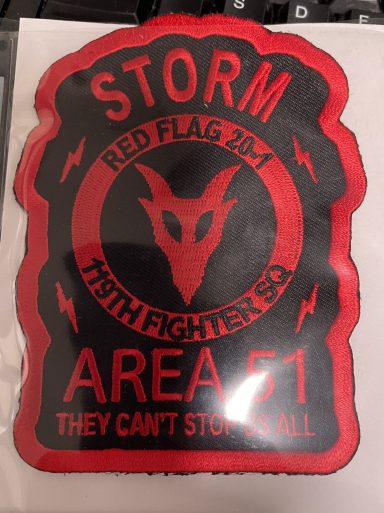 S D
STORM
RED FLAG 20-1
119TH FIGHTER SQ
AREA 51
THEY CAN'T STOP US ALL